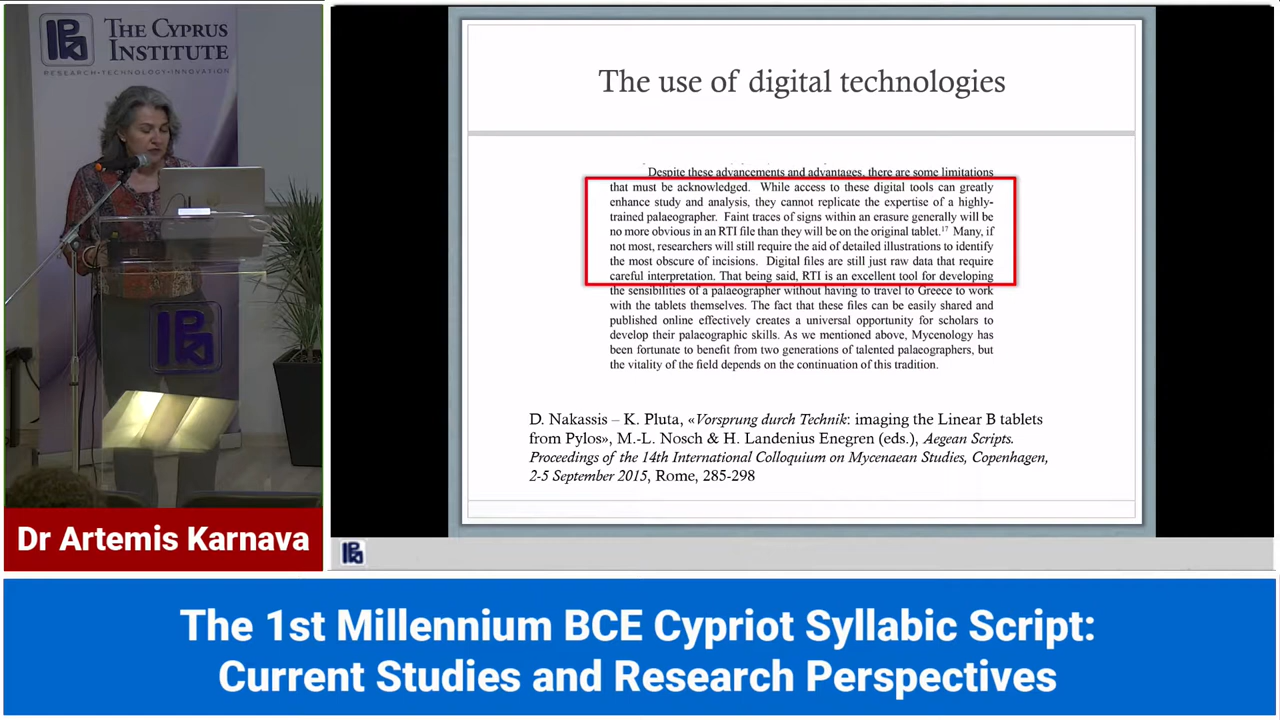 THE CYPRUS
INSTITUTE
RESEARCH•TECHNOLOGY•INNOVATION
The use of digital technologies
Despite these advancements and advantages, there are some limitations
that must be acknowledged. While access to these digital tools can greatly
enhance study and analysis, they cannot replicate the expertise of a highly-
trained palaeographer. Faint traces of signs within an erasure generally will be
no more obvious in an RTI file than they will be on the original tablet.17 Many, if
not most, researchers will still require the aid of detailed illustrations to identify
the most obscure of incisions. Digital files are still just raw data that require
careful interpretation. That being said, RTI is an excellent tool for developing
the sensibilities of a palaeographer without having to travel to Greece to work
with the tablets themselves. The fact that these files can be easily shared and
published online effectively creates a universal opportunity for scholars to
develop their palaeographic skills. As we mentioned above, Mycenology has
been fortunate to benefit from two generations of talented palaeographers, but
the vitality of the field depends on the continuation of this tradition.
D. Nakassis – K. Pluta, «Vorsprung durch Technik: imaging the Linear B tablets
from Pylos», M.-L. Nosch & H. Landenius Enegren (eds.), Aegean Scripts.
Proceedings of the 14th International Colloquium on Mycenaean Studies, Copenhagen,
2-5 September 2015, Rome, 285-298
Dr Artemis Karnava
The 1st Millennium BCE Cypriot Syllabic Script:
Current Studies and Research Perspectives